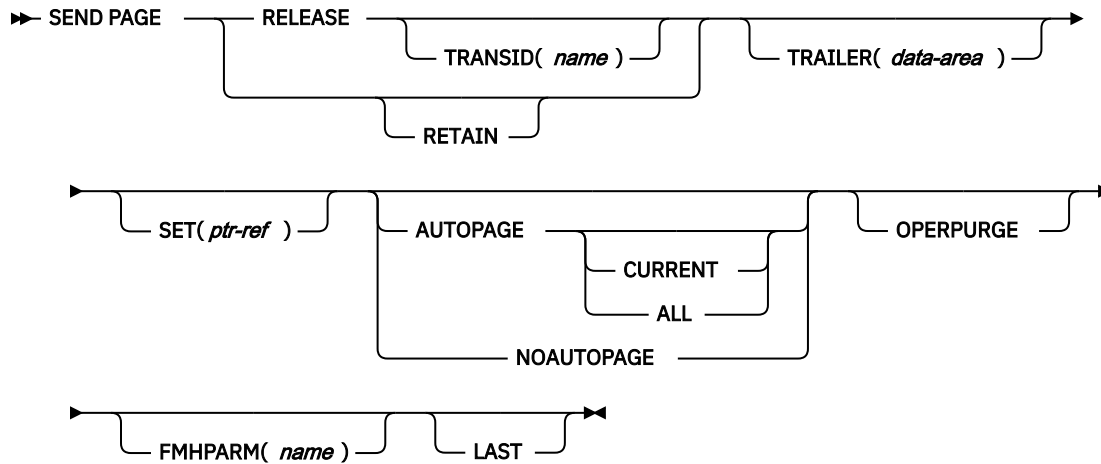 SEND PAGE RELEASE
TRANSID( name ) TRAILER( data-area )
RETAIN
SET( ptr-ref ) AUTOPAGE OPERPURGE
CURRENT
ALL
NOAUTOPAGE
FMHPARM( name ) LAST